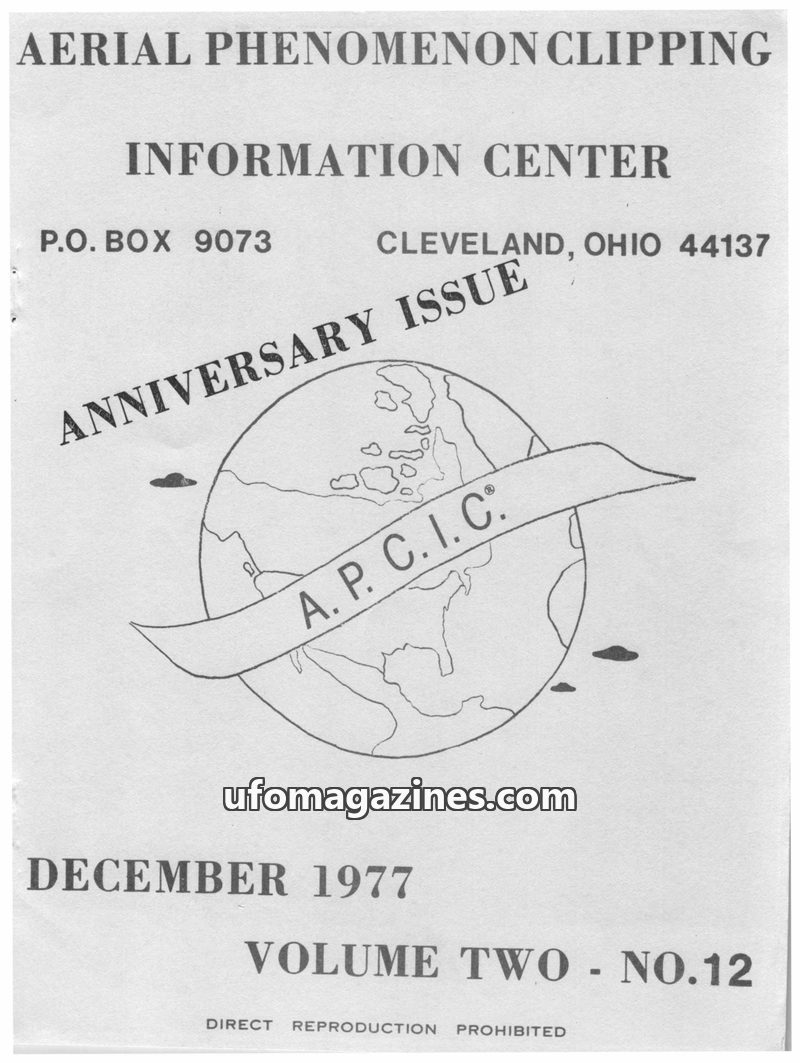 AERIAL PHENOMENON CLIPPING
INFORMATION CENTER
P.O. BOX 9073 CLEVELAND, OHIO 44137
ANNIVERSARY ISSUE
A.P.C.I.C.®
ufomagazines.com
DECEMBER 1977
VOLUME TWO - NO.12
DIRECT REPRODUCTION PROHIBITED